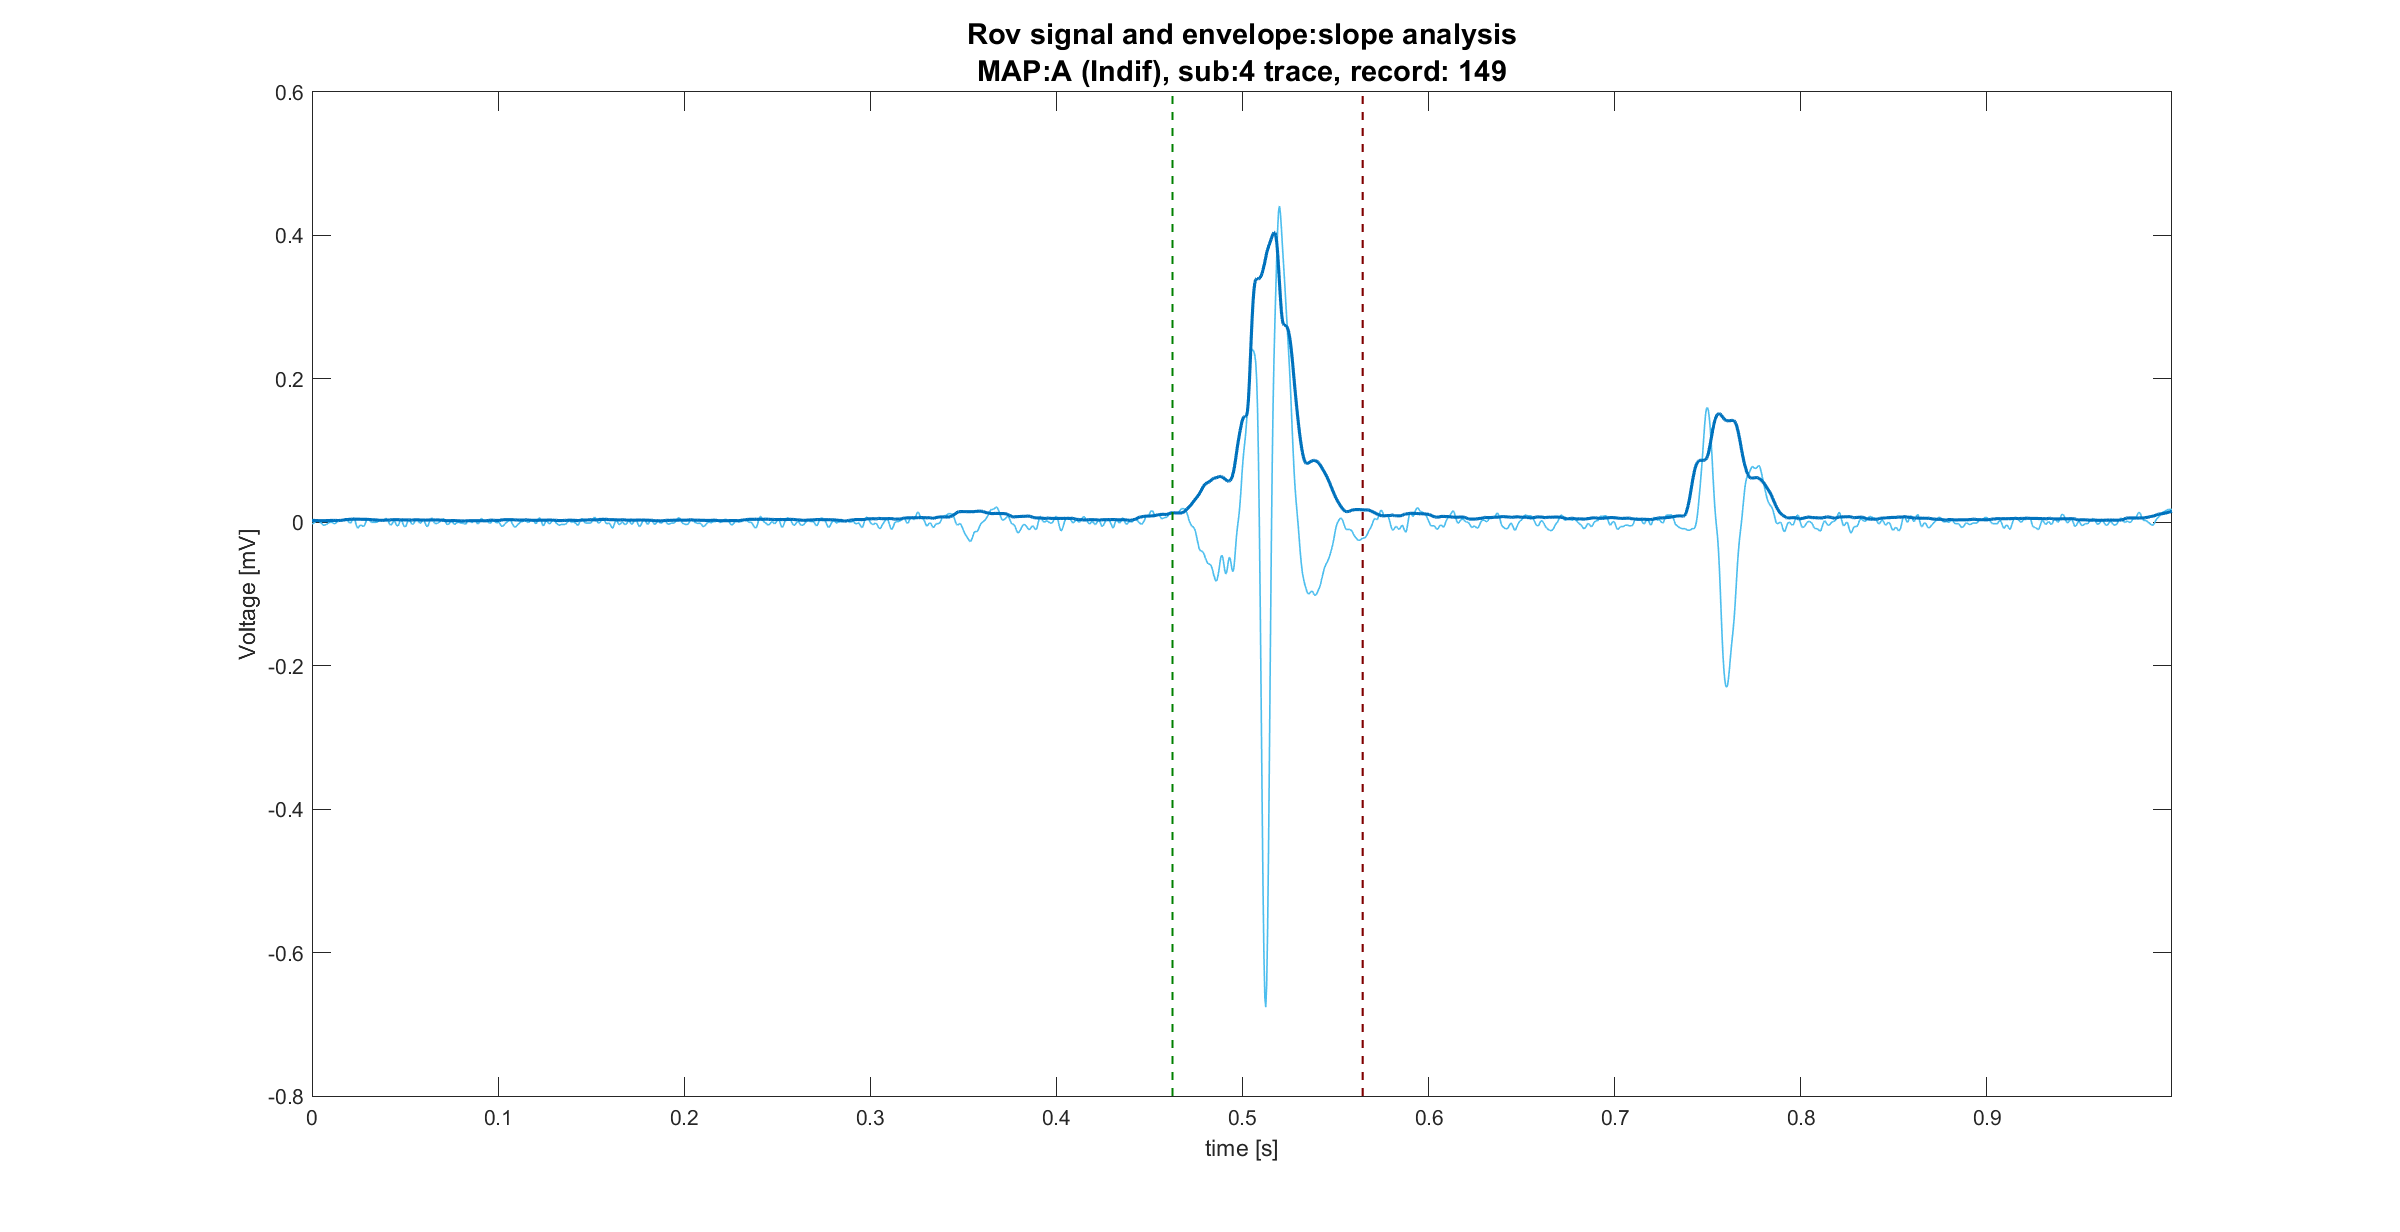 Rov signal and envelope:slope analysis
MAP:A (Indif), sub:4 trace, record: 149
0.6
0.4
0.2
0
-0.2
-0.4
-0.6
-0.8
Voltage [mV]
0 0.1 0.2 0.3 0.4 0.5 0.6 0.7 0.8 0.9
time [s]